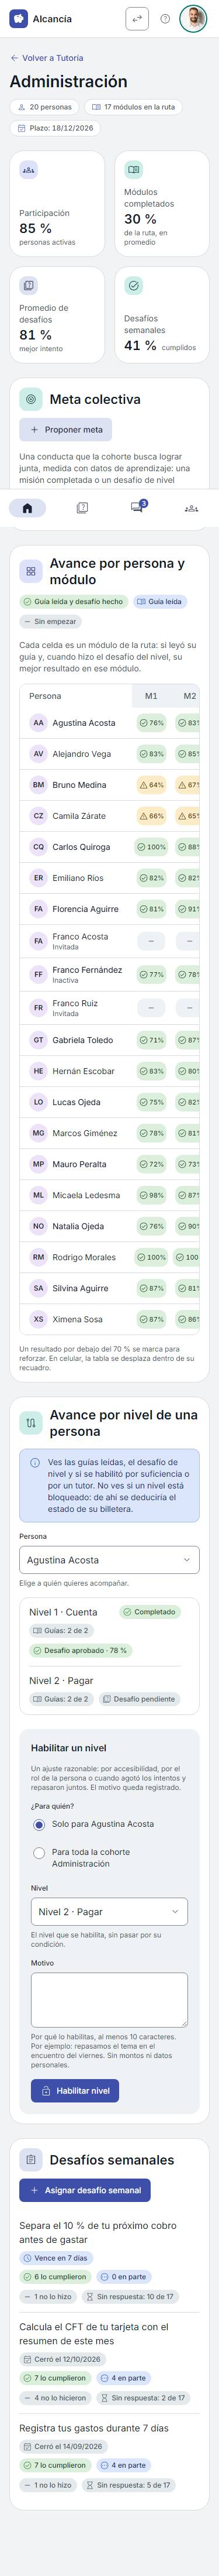 Alcancía
Volver a Tutoría
Administración
20 personas
17 módulos en la ruta
Plazo: 18/12/2026
Participación
85 %
personas activas
Módulos
completados
30 %
de la ruta, en
promedio
Promedio de
desafíos
81 %
mejor intento
Desafíos
semanales
41 % cumplidos
Meta colectiva
Proponer meta
Una conducta que la cohorte busca lograr
junta, medida con datos de aprendizaje: una
misión completada o un desafío de nivel
3
Avance por persona y
módulo
Guía leída y desafío hecho
Guía leída
Sin empezar
Cada celda es un módulo de la ruta: si leyó su
guía y, cuando hizo el desafío del nivel, su
mejor resultado en ese módulo.
Persona M1 M2
AA Agustina Acosta 76% 83%
AV Alejandro Vega 83% 85%
BM Bruno Medina 64% 67%
CZ Camila Zárate 66% 65%
CQ Carlos Quiroga 100% 88%
ER Emiliano Ríos 82% 82%
FA Florencia Aguirre 81% 91%
FA Franco Acosta – –
Invitada
FF Franco Fernández 77% 78%
Inactiva
FR Franco Ruiz – –
Invitada
GT Gabriela Toledo 71% 87%
HE Hernán Escobar 83% 80%
LO Lucas Ojeda 75% 82%
MG Marcos Giménez 78% 81%
MP Mauro Peralta 72% 73%
ML Micaela Ledesma 98% 87%
NO Natalia Ojeda 76% 90%
RM Rodrigo Morales 100% 100
SA Silvina Aguirre 87% 81%
XS Ximena Sosa 87% 86%
Un resultado por debajo del 70 % se marca para
reforzar. En celular, la tabla se desplaza dentro de su
recuadro.
Avance por nivel de una
persona
Ves las guías leídas, el desafío de
nivel y si se habilitó por suficiencia o
por un tutor. No ves si un nivel está
bloqueado: de ahí se deduciría el
estado de su billetera.
Persona
Agustina Acosta
Elige a quién quieres acompañar.
Nivel 1 · Cuenta
Completado
Guías: 2 de 2
Desafío aprobado · 78 %
Nivel 2 · Pagar
Guías: 2 de 2
Desafío pendiente
Habilitar un nivel
Un ajuste razonable: por accesibilidad, por el
rol de la persona o cuando agotó los intentos y
repasaron juntos. El motivo queda registrado.
¿Para quién?
Solo para Agustina Acosta
Para toda la cohorte
Administración
Nivel
Nivel 2 · Pagar
El nivel que se habilita, sin pasar por su
condición.
Motivo
Por qué lo habilitas, al menos 10 caracteres.
Por ejemplo: repasamos el tema en el
encuentro del viernes. Sin montos ni datos
personales.
Habilitar nivel
Desafíos semanales
Asignar desafío semanal
Separa el 10 % de tu próximo cobro
antes de gastar
Vence en 7 días
6 lo cumplieron
0 en parte
1 no lo hizo
Sin respuesta: 10 de 17
Calcula el CFT de tu tarjeta con el
resumen de este mes
Cerró el 12/10/2026
7 lo cumplieron
4 en parte
4 no lo hicieron
Sin respuesta: 2 de 17
Registra tus gastos durante 7 días
Cerró el 14/09/2026
7 lo cumplieron
4 en parte
1 no lo hizo
Sin respuesta: 5 de 17